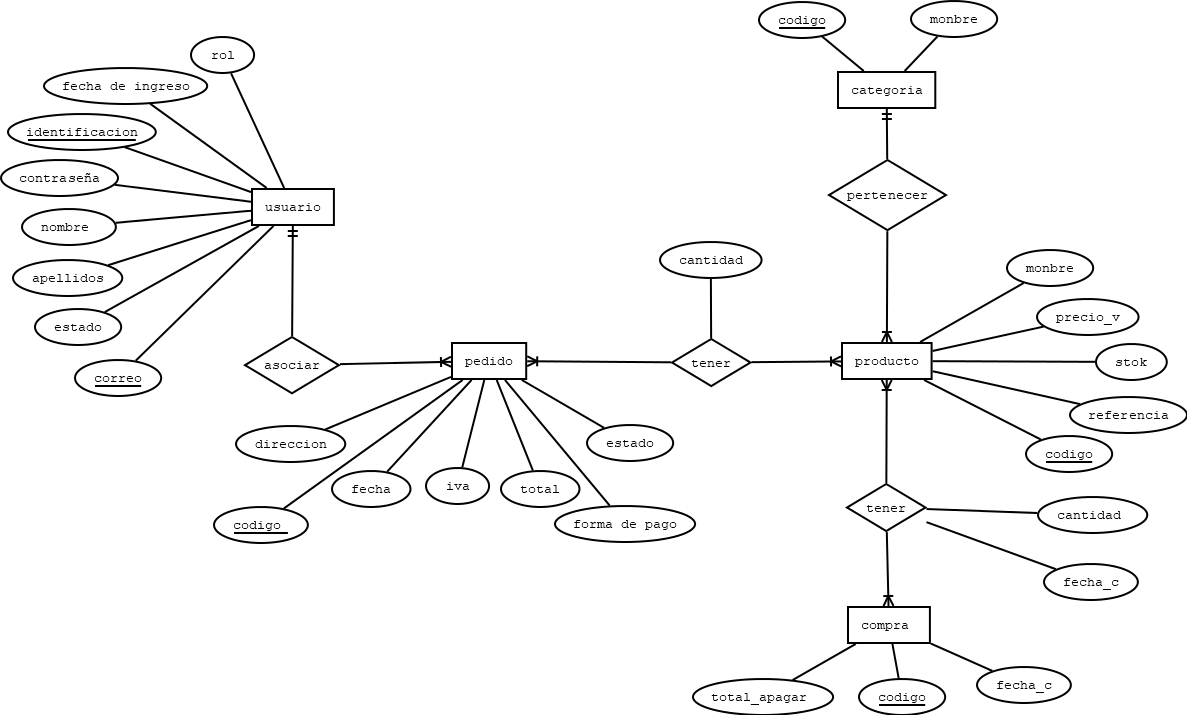 codigo
monbre
rol
fecha de ingreso
categoria
identificacion
contraseña
pertenecer
usuario
nombre
cantidad
monbre
apellidos
precio_v
estado
asociar
pedido
tener
producto
stok
correo
referencia
direccion
estado
codigo
fecha
iva
total
tener
cantidad
codigo
forma de pago
fecha_c
compra
total_apagar
codigo
fecha_c